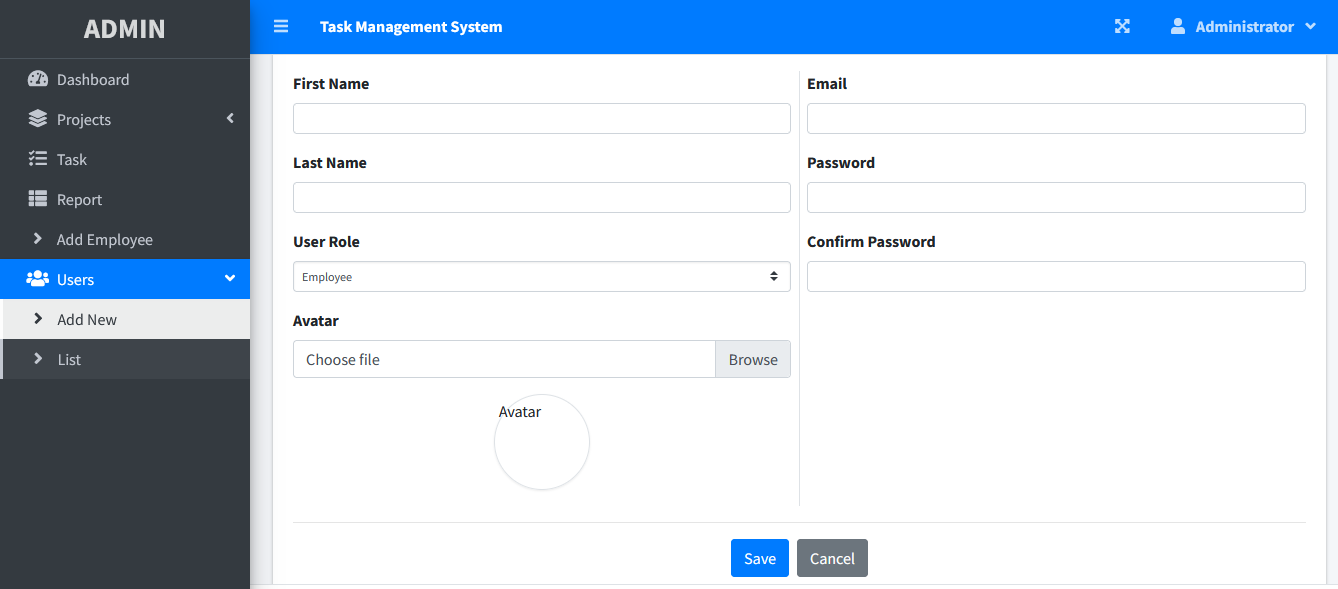 ADMIN
Dashboard
Projects
Task
Report
Add Employee
Users
Add New
List
Task Management System
Administrator
First Name
Last Name
User Role
Employee
Avatar
Choose file
Browse
Avatar
Email
Password
Confirm Password
Save
Cancel